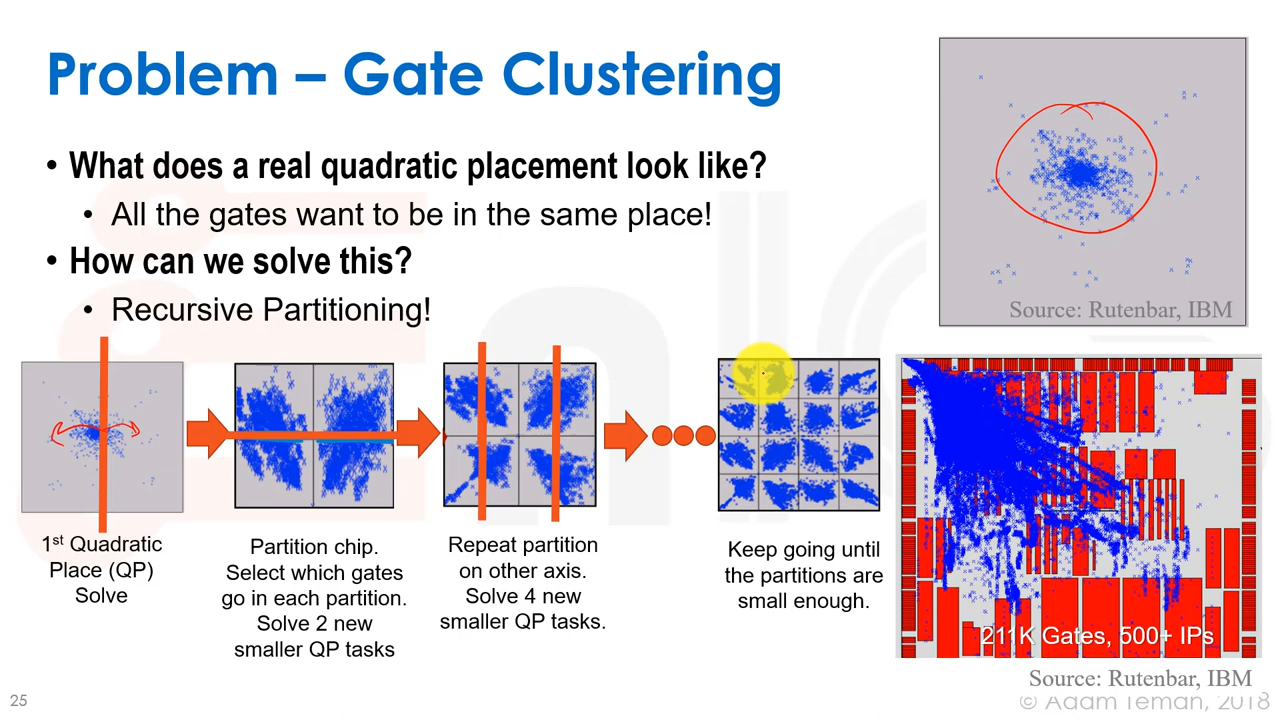 Problem – Gate Clustering
• What does a real quadratic placement look like?
• All the gates want to be in the same place!
• How can we solve this?
• Recursive Partitioning!
Source: Rutenbar, IBM
1st Quadratic
Place (QP)
Solve
Partition chip.
Select which gates
go in each partition.
Solve 2 new
smaller QP tasks
Repeat partition
on other axis.
Solve 4 new
smaller QP tasks.
Keep going until
the partitions are
small enough.
211K Gates, 500+ IPs
Source: Rutenbar, IBM
25
© Adam Teman, 2018